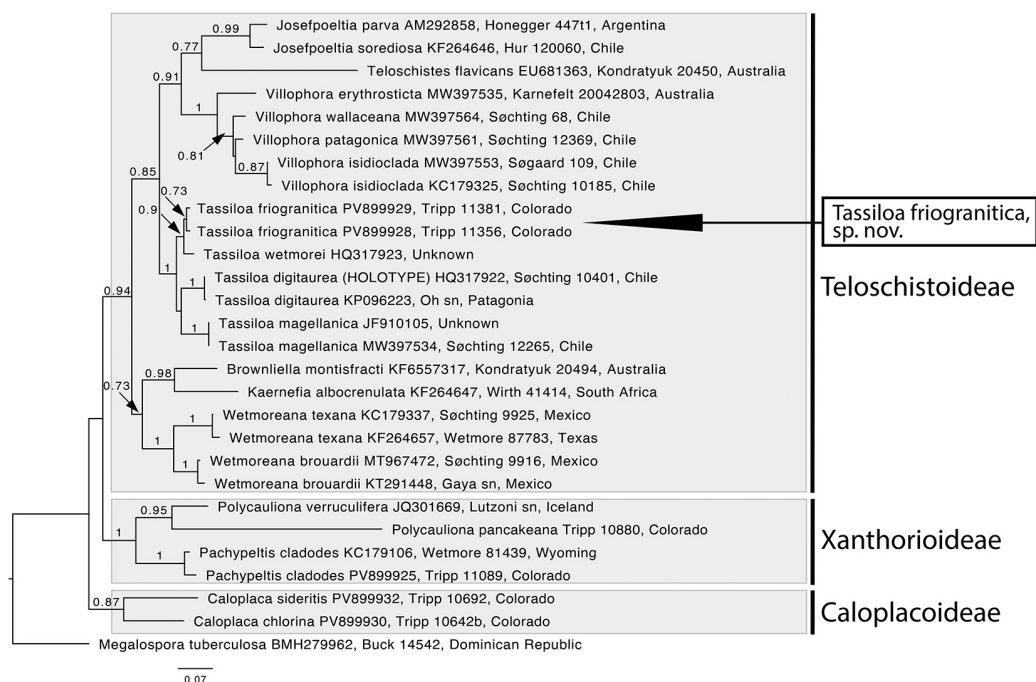 0.99
Josefpoeltia parva AM292858, Honegger 447t1, Argentina
Josefpoeltia sorediosa KF264646, Hur 120060, Chile
0.77
Teloschistes flavicans EU681363, Kondratyuk 20450, Australia
0.91
Villophora erythrosticta MW397535, Karnefelt 20042803, Australia
1
Villophora wallaceana MW397564, Søchting 68, Chile
Villophora patagonica MW397561, Søchting 12369, Chile
0.81
Villophora isidioclada MW397553, Søgaard 109, Chile
0.87
Villophora isidioclada KC179325, Søchting 10185, Chile
0.85
0.73
Tassiloa friogranitica PV899929, Tripp 11381, Colorado
0.9
Tassiloa friogranitica PV899928, Tripp 11356, Colorado
Tassiloa friogranitica,
sp. nov.
Tassiloa wetmorei HQ317923, Unknown
1
Tassiloa digitaurea (HOLOTYPE) HQ317922, Søchting 10401, Chile
1
Tassiloa digitaurea KP096223, Oh sn, Patagonia
Teloschistoideae
0.94
Tassiloa magellanica JF910105, Unknown
1
Tassiloa magellanica MW397534, Søchting 12265, Chile
Brownliella montisfracti KF6557317, Kondratyuk 20494, Australia
0.98
Kaernefia albocrenulata KF264647, Wirth 41414, South Africa
0.73
Wetmoreana texana KC179337, Søchting 9925, Mexico
1
Wetmoreana texana KF264657, Wetmore 87783, Texas
1
Wetmoreana brouardii MT967472, Søchting 9916, Mexico
1
Wetmoreana brouardii KT291448, Gaya sn, Mexico
Polycauliona verruculifera JQ301669, Lutzoni sn, Iceland
0.95
Polycauliona pancakeana Tripp 10880, Colorado
1
Xanthorioideae
Pachypeltis cladodes KC179106, Wetmore 81439, Wyoming
1
Pachypeltis cladodes PV899925, Tripp 11089, Colorado
Caloplaca sideritis PV899932, Tripp 10692, Colorado
0.87
Caloplacoideae
Caloplaca chlorina PV899930, Tripp 10642b, Colorado
Megalospora tuberculosa BMH279962, Buck 14542, Dominican Republic
0.07